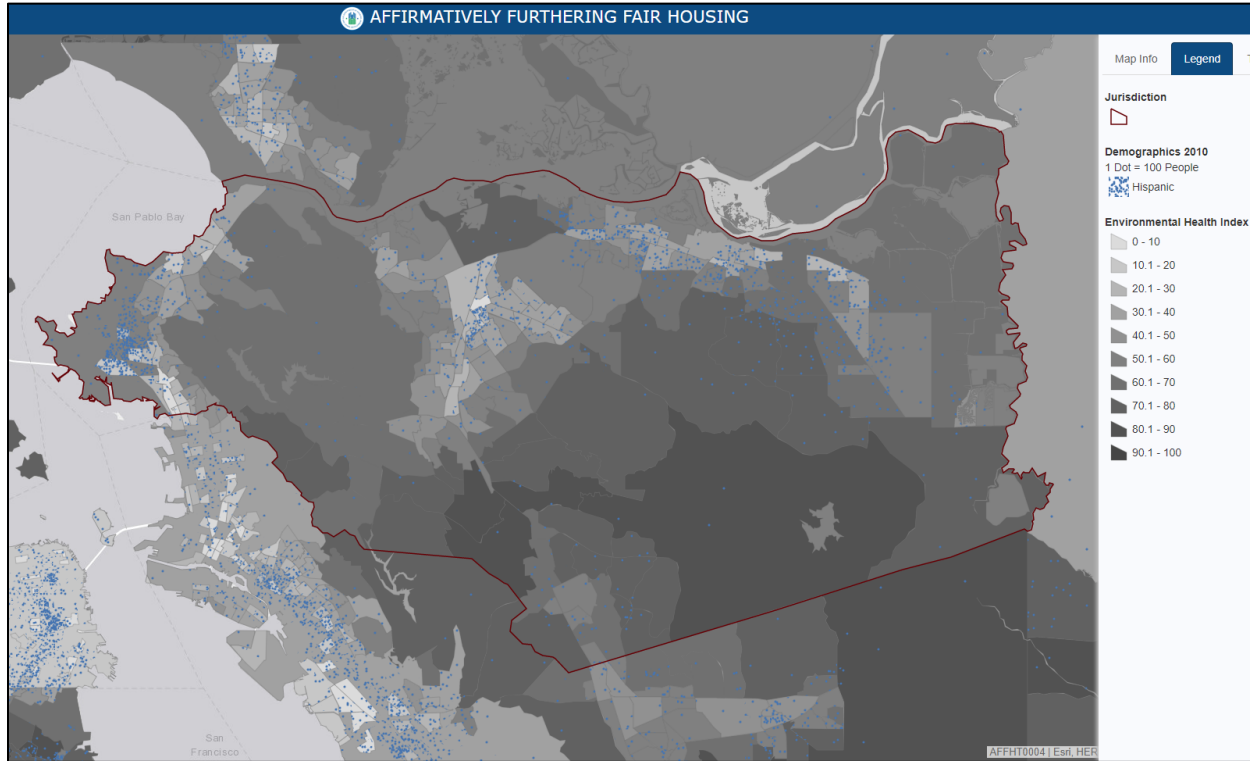 AFFIRMATIVELY FURTHERING FAIR HOUSING
Map Info Legend T
Jurisdiction
Demographics 2010
1 Dot = 100 People
Hispanic
Environmental Health Index
0 - 10
10.1 - 20
20.1 - 30
30.1 - 40
40.1 - 50
50.1 - 60
60.1 - 70
70.1 - 80
80.1 - 90
90.1 - 100
San Pablo Bay
San
Francisco
AFFHT0004 | Esri, HER